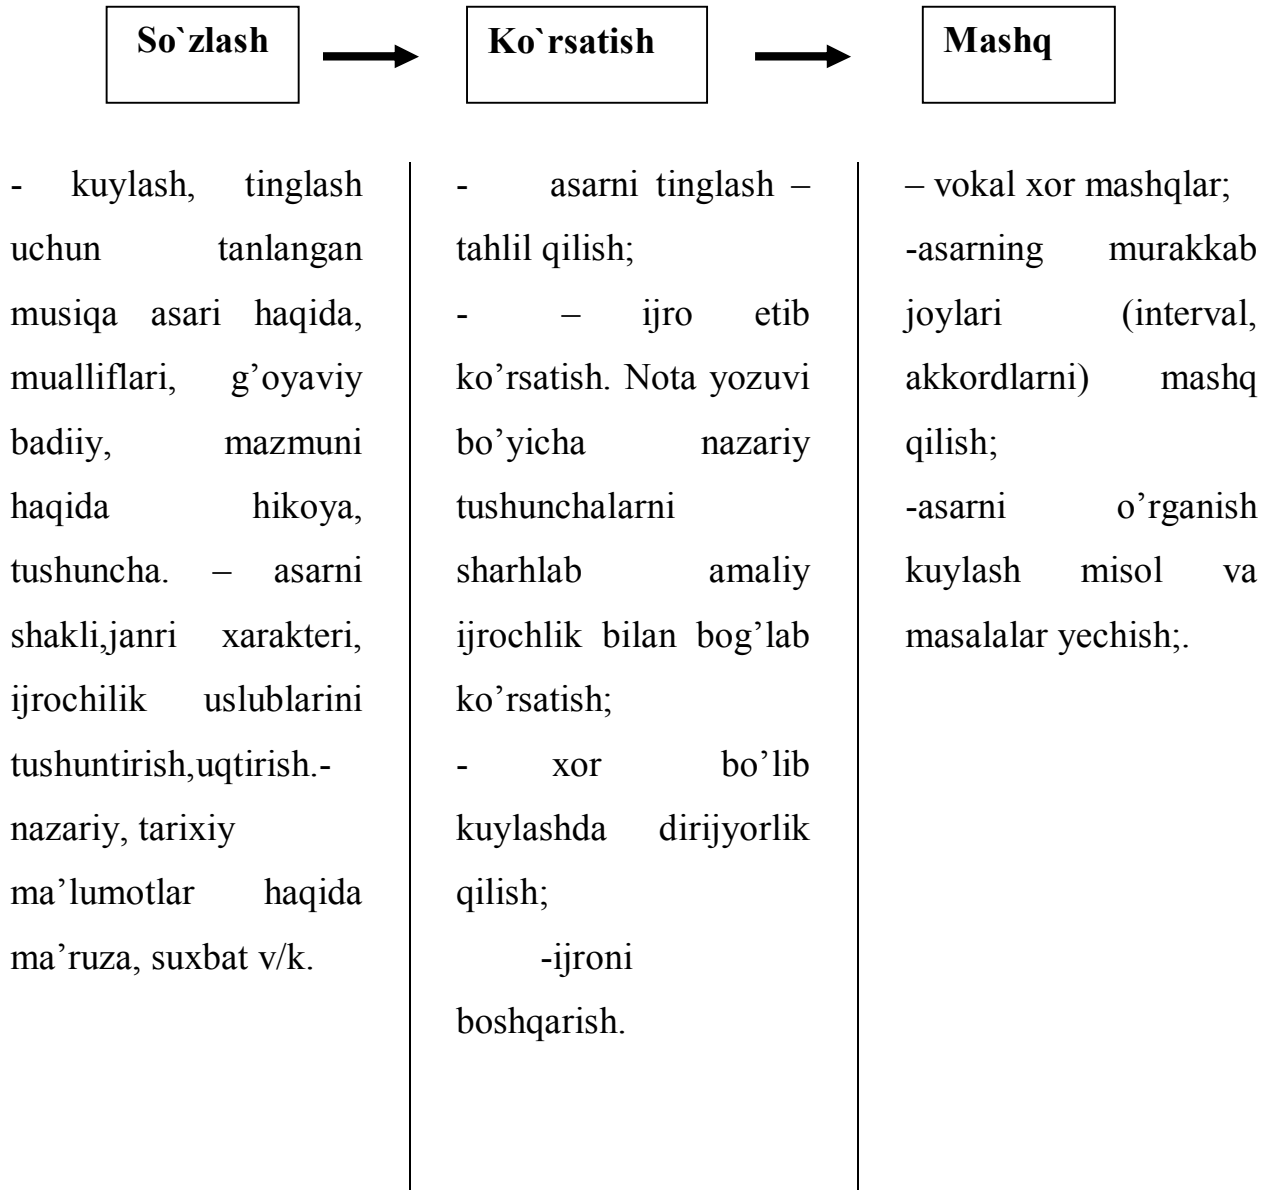 So`zlash
Ko`rsatish
Mashq
- kuylash, tinglash
uchun tanlangan
musiqa asari haqida,
mualliflari, g’oyaviy
badiiy, mazmuni
haqida hikoya,
tushuncha. – asarni
shakli,janri xarakteri,
ijrochilik uslublarini
tushuntirish,uqtirish.-
nazariy, tarixiy
ma’lumotlar haqida
ma’ruza, suxbat v/k.
- asarni tinglash –
tahlil qilish;
- – ijro etib
ko’rsatish. Nota yozuvi
bo’yicha nazariy
tushunchalarni
sharhlab amaliy
ijrochlik bilan bog’lab
ko’rsatish;
- xor bo’lib
kuylashda dirijyorlik
qilish;
-ijroni
boshqarish.
– vokal xor mashqlar;
-asarning murakkab
joylari (interval,
akkordlarni) mashq
qilish;
-asarni o’rganish
kuylash misol va
masalalar yechish;.